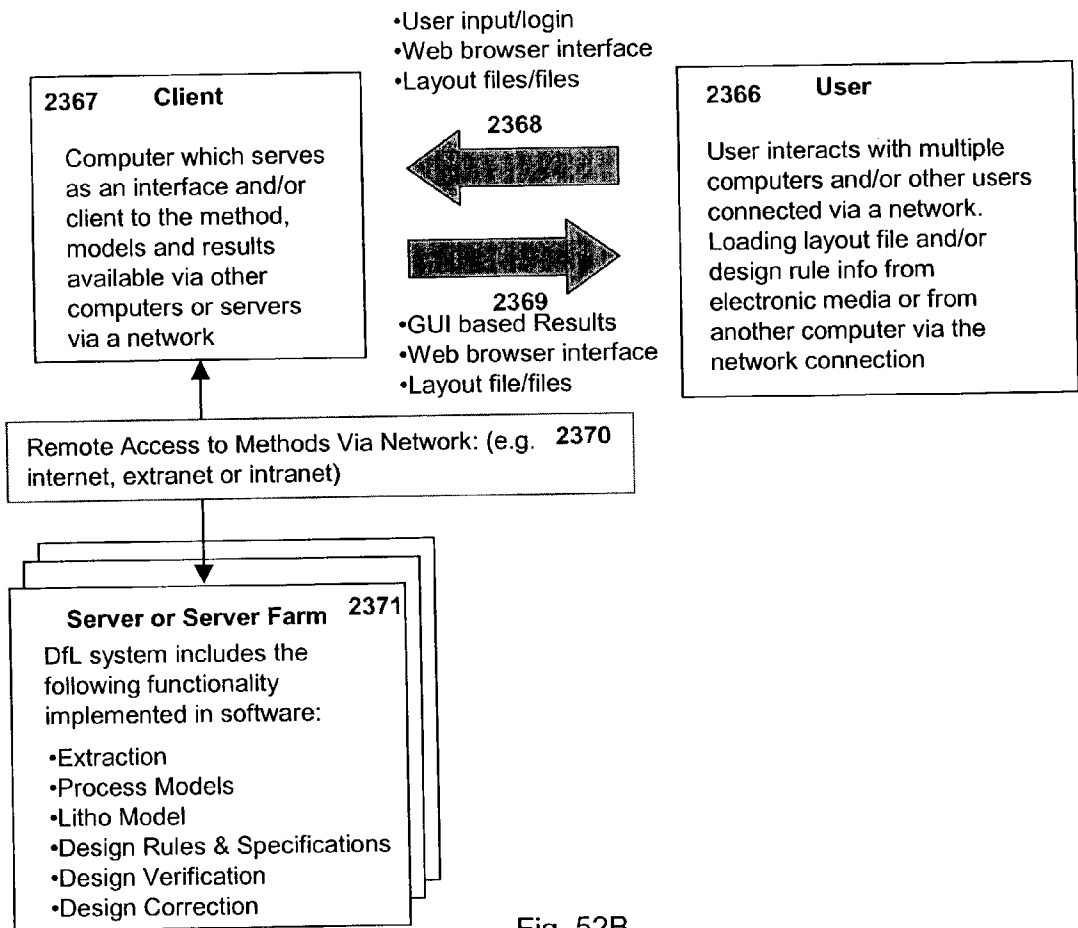 •User input/login
•Web browser interface
•Layout files/files
2368
2367 Client
Computer which serves
as an interface and/or
client to the method,
models and results
available via other
computers or servers
via a network
2366 User
User interacts with multiple
computers and/or other users
connected via a network.
Loading layout file and/or
design rule info from
electronic media or from
another computer via the
network connection
2369
•GUI based Results
•Web browser interface
•Layout file/files
Remote Access to Methods Via Network: (e.g. 2370
internet, extranet or intranet)
Server or Server Farm 2371
DfL system includes the
following functionality
implemented in software:
•Extraction
•Process Models
•Litho Model
•Design Rules & Specifications
•Design Verification
•Design Correction
Fig. 52B